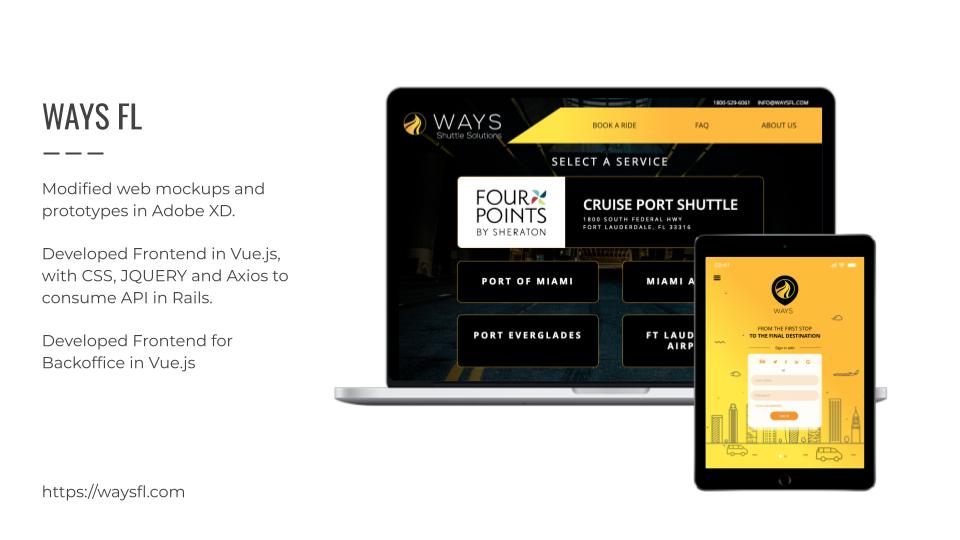 WAYS FL
Modified web mockups and
prototypes in Adobe XD.
Developed Frontend in Vue.js,
with CSS, JQUERY and Axios to
consume API in Rails.
Developed Frontend for
Backoffice in Vue.js
https://waysfl.com
1800-529-6061 INFO@WAYSFL.COM
WAYS
Shuttle Solutions
BOOK A RIDE FAQ ABOUT US
SELECT A SERVICE
FOUR
POINTS
BY SHERATON
CRUISE PORT SHUTTLE
1800 SOUTH FEDERAL HWY
FORT LAUDERDALE, FL 33316
PORT OF MIAMI MIAMI A
PORT EVERGLADES FT LAUD
AIRP
WAYS
FROM THE FIRST STOP
TO THE FINAL DESTINATION
Sign in with